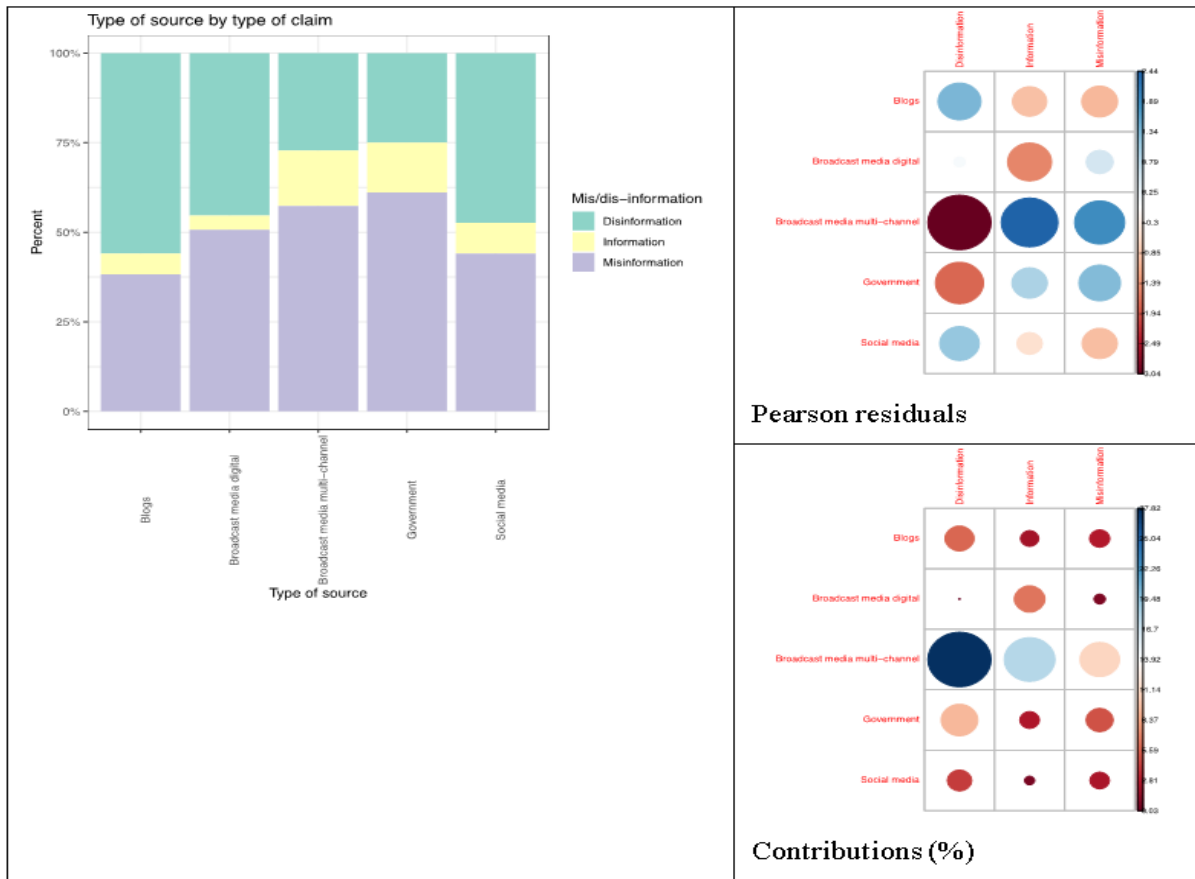 Type of source by type of claim
100%
75%
50%
25%
0%
Percent
Blogs
Broadcast media digital
Broadcast media multi-channel
Government
Social media
Type of source
Mis/dis-information
Disinformation
Information
Misinformation
Disinformation
Information
Misinformation
Blogs
Broadcast media digital
Broadcast media multi-channel
Government
Social media
Pearson residuals
Disinformation
Information
Misinformation
Blogs
Broadcast media digital
Broadcast media multi-channel
Government
Social media
Contributions (%)